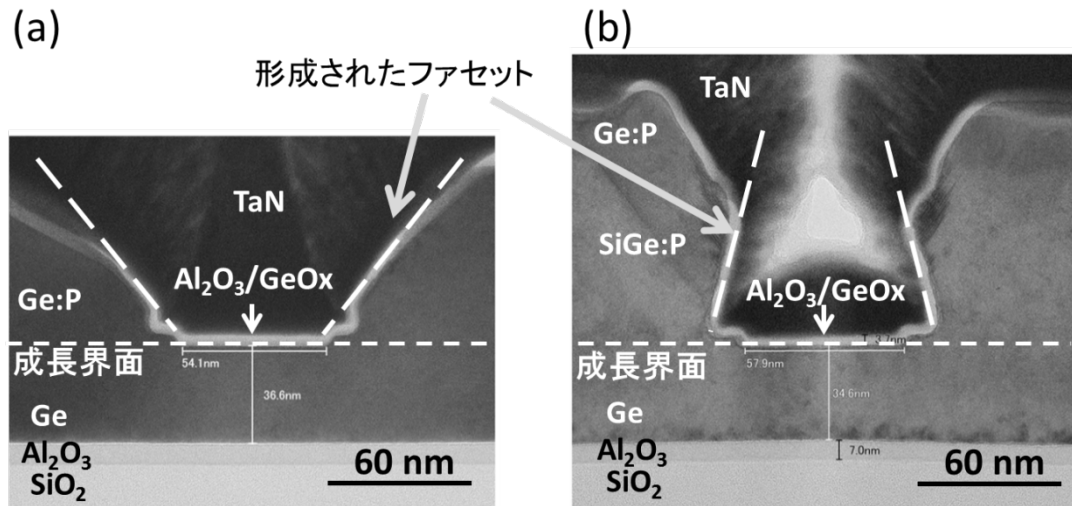 (a)
(b)
形成されたファセット
TaN
Ge:P
SiGe:P
TaN
Al₂O₃/GeOx
Al₂O₃/GeOx
Ge:P
3.7nm
成長界面
54.1nm
成長界面
57.9nm
36.6nm
34.6nm
Ge
Ge
Al₂O₃
SiO₂
60 nm
Al₂O₃
SiO₂
7.0nm
60 nm